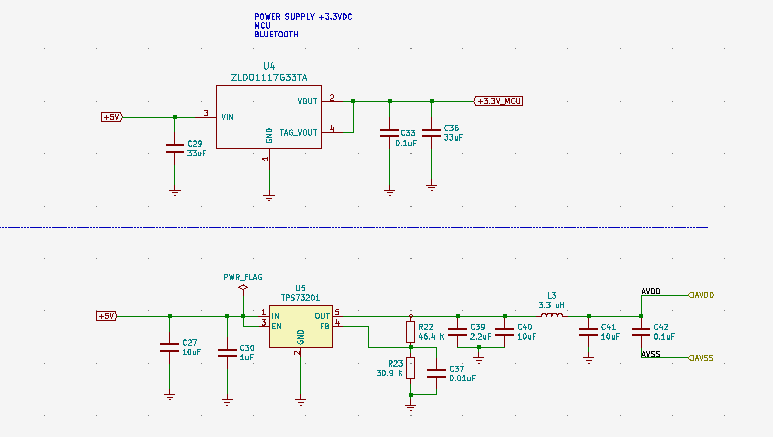 POWER SUPPLY +3.3VDC
MCU
BLUETOOTH
U4
ZLDO1117G33TA
+5V
3
VIN
VOUT
2
+3.3V_MCU
TAG_VOUT
4
GND
1
C29
33uF
C33
0.1uF
C36
33uF
PWR_FLAG
U5
TPS73201
+5V
1
IN
3
EN
OUT
5
FB
4
GND
2
C27
10uF
C30
1uF
R22
46.4 K
R23
30.9 K
C37
0.01uF
C39
2.2uF
C40
10uF
L3
3.3 uH
C41
10uF
C42
0.1uF
AVDD
AVDD
AVSS
AVSS